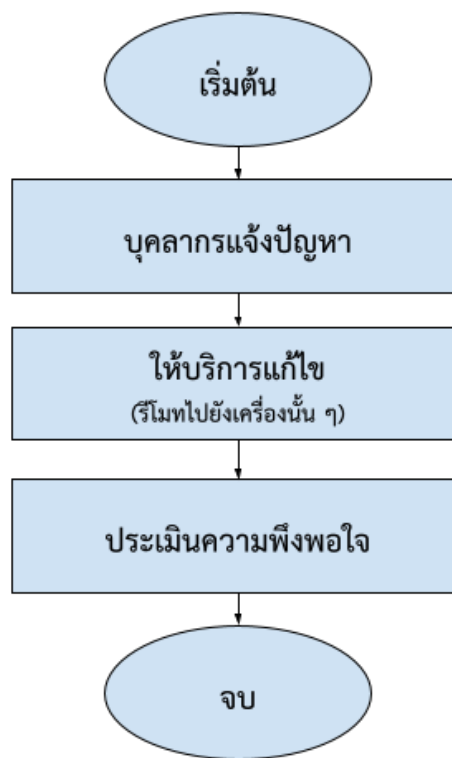 เริ่มต้น
บุคลากรแจ้งปัญหา
ให้บริการแก้ไข
(รีโมทไปยังเครื่องนั้น ๆ)
ประเมินความพึงพอใจ
จบ